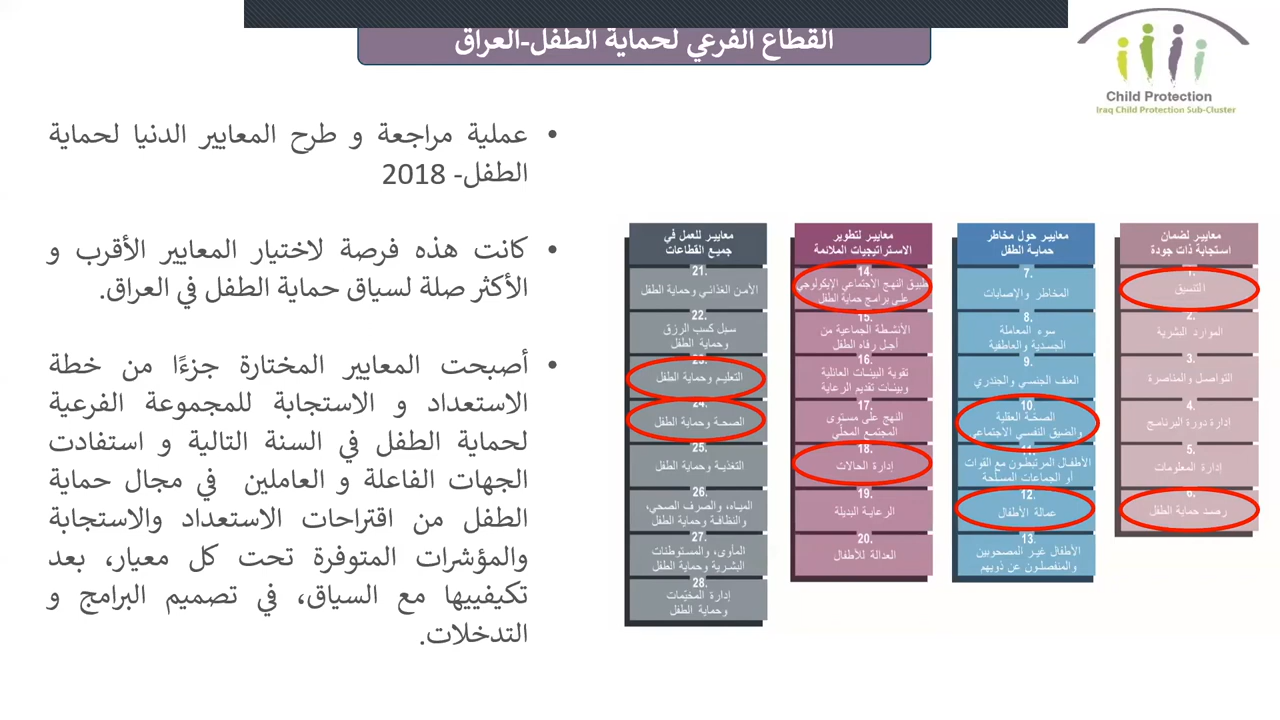 القطاع الفرعي لحماية الطفل-العراق
Child Protection
Iraq Child Protection Sub-Cluster
• عملية مراجعة و طرح المعايير الدنيا لحماية
الطفل- 2018
• كانت هذه فرصة لاختيار المعايير الأقرب و
الأكثر صلة لسياق حماية الطفل في العراق.
• أصبحت المعايير المختارة جزءًا من خطة
الاستعداد و الاستجابة للمجموعة الفرعية
لحماية الطفل في السنة التالية و استفادت
الجهات الفاعلة و العاملين في مجال حماية
الطفل من اقتراحات الاستعداد والاستجابة
والمؤشرات المتوفرة تحت كل معيار، بعد
تكيفييها مع السياق، في تصميم البرامج و
التدخلات.
معايير لضمان
استجابة ذات جودة
1.
التنسيق
2.
الموارد البشرية
3.
التواصل والمناصرة
4.
إدارة دورة البرنامج
5.
إدارة المعلومات
6.
رصد حماية الطفل
معايير حول مخاطر
حماية الطفل
7.
المخاطر والإصابات
8.
سوء المعاملة
الجسدية والعاطفية
9.
العنف الجنسي والجندري
10.
الصحة العقلية
والضيق النفسي الاجتماعي
11.
الأطفال المرتبطون مع القوات
أو الجماعات المسلحة
12.
عمالة الأطفال
13.
الأطفال غير المصحوبين
والمنفصلون عن ذويهم
معايير لتطوير
الاستراتيجيات الملائمة
14.
تطبيق النهج الاجتماعي الإيكولوجي
على برامج حماية الطفل
15.
الأنشطة الجماعية من
أجل رفاه الطفل
16.
تقوية البيئات العائلية
وبيئات تقديم الرعاية
17.
النهج على مستوى
المجتمع المحلّي
18.
إدارة الحالات
19.
الرعاية البديلة
20.
العدالة للأطفال
معايير للعمل في
جميع القطاعات
21.
الأمن الغذائي وحماية الطفل
22.
سبل كسب الرزق
وحماية الطفل
23.
التعليم وحماية الطفل
24.
الصحة وحماية الطفل
25.
التغذية وحماية الطفل
26.
المياه، والصرف الصحي،
والنظافة وحماية الطفل
27.
المأوى، والمستوطنات
البشرية وحماية الطفل
28.
إدارة المخيّمات
وحماية الطفل